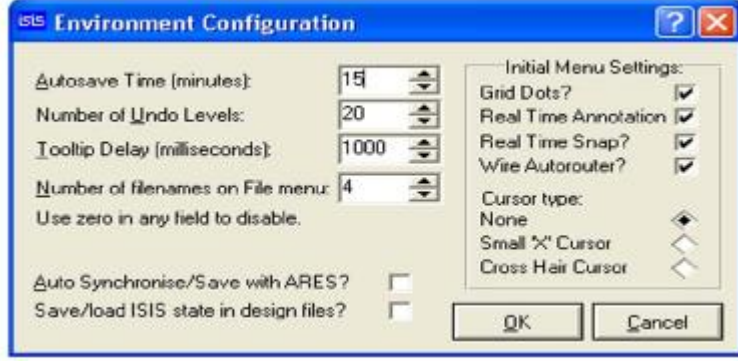 isis Environment Configuration
Autosave Time (minutes): 15
Number of Undo Levels: 20
Tooltip Delay (milliseconds): 1000
Number of filenames on File menu: 4
Use zero in any field to disable.
Auto Synchronise/Save with ARES?
Save/load ISIS state in design files?
Initial Menu Settings:
Grid Dots?
Real Time Annotation
Real Time Snap?
Wire Autorouter?
Cursor type:
None
Small 'X' Cursor
Cross Hair Cursor
OK
Cancel